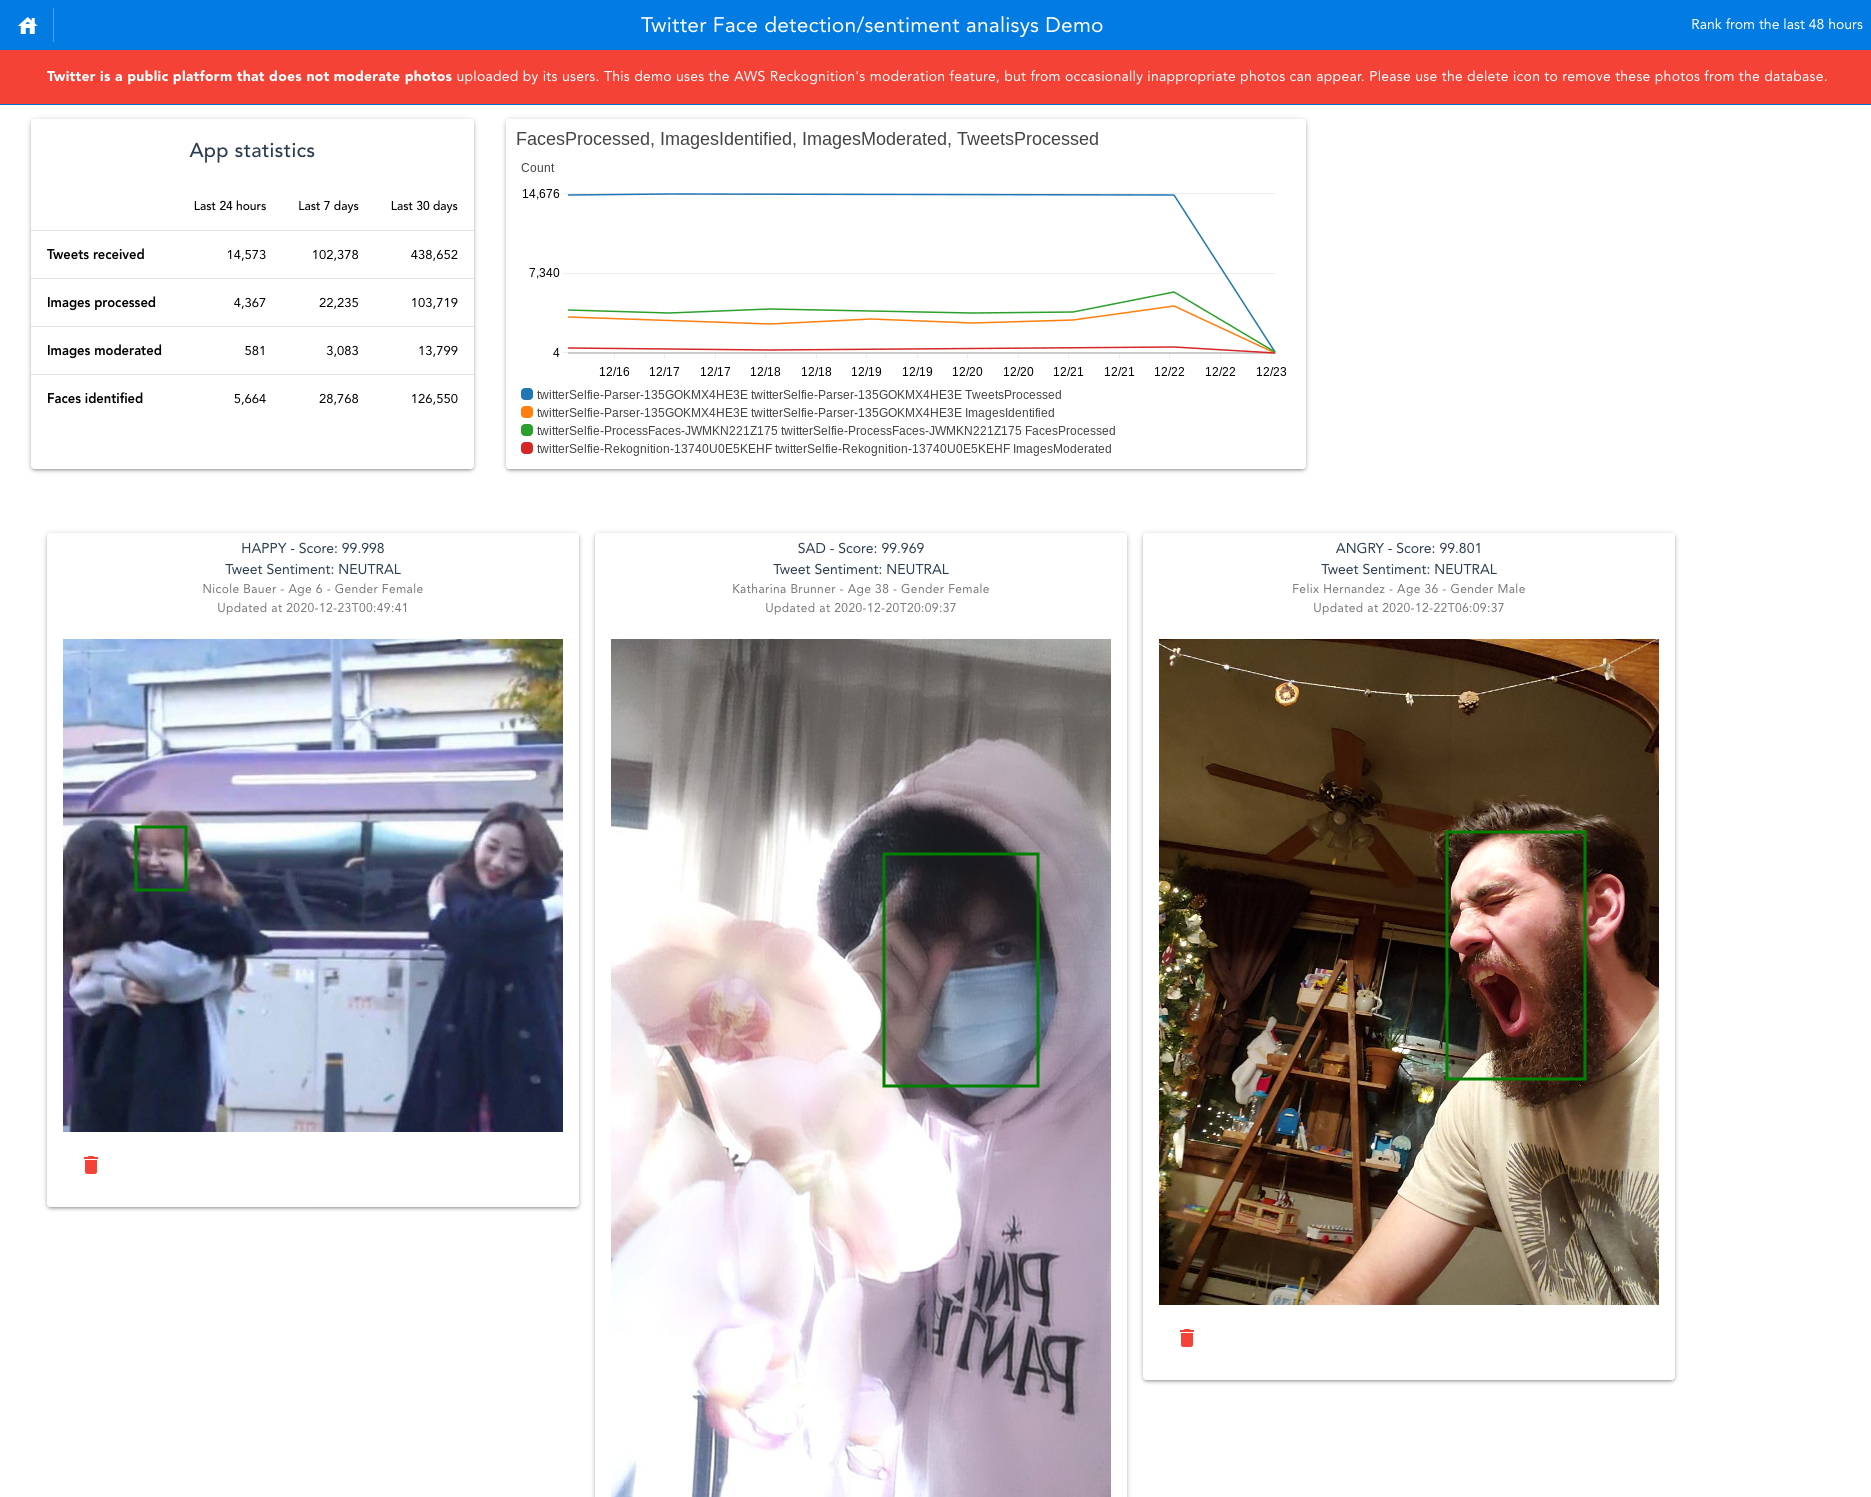 Twitter Face detection/sentiment analisys Demo
Rank from the last 48 hours
Twitter is a public platform that does not moderate photos uploaded by its users. This demo uses the AWS Reckognition's moderation feature, but from occasionally inappropriate photos can appear. Please use the delete icon to remove these photos from the database.
App statistics
Last 24 hours Last 7 days Last 30 days
Tweets received 14,573 102,378 438,652
Images processed 4,367 22,235 103,719
Images moderated 581 3,083 13,799
Faces identified 5,664 28,768 126,550
FacesProcessed, ImagesIdentified, ImagesModerated, TweetsProcessed
Count
14,676
7,340
4
12/16 12/17 12/17 12/18 12/18 12/19 12/19 12/20 12/20 12/21 12/21 12/22 12/22 12/23
twitterSelfie-Parser-135GOKMX4HE3E twitterSelfie-Parser-135GOKMX4HE3E TweetsProcessed
twitterSelfie-Parser-135GOKMX4HE3E twitterSelfie-Parser-135GOKMX4HE3E ImagesIdentified
twitterSelfie-ProcessFaces-JWMKN221Z175 twitterSelfie-ProcessFaces-JWMKN221Z175 FacesProcessed
twitterSelfie-Rekognition-13740U0E5KEHF twitterSelfie-Rekognition-13740U0E5KEHF ImagesModerated
HAPPY - Score: 99.998
Tweet Sentiment: NEUTRAL
Nicole Bauer - Age 6 - Gender Female
Updated at 2020-12-23T00:49:41
SAD - Score: 99.969
Tweet Sentiment: NEUTRAL
Katharina Brunner - Age 38 - Gender Female
Updated at 2020-12-20T20:09:37
PINK
PANTH
ANGRY - Score: 99.801
Tweet Sentiment: NEUTRAL
Felix Hernandez - Age 36 - Gender Male
Updated at 2020-12-22T06:09:37